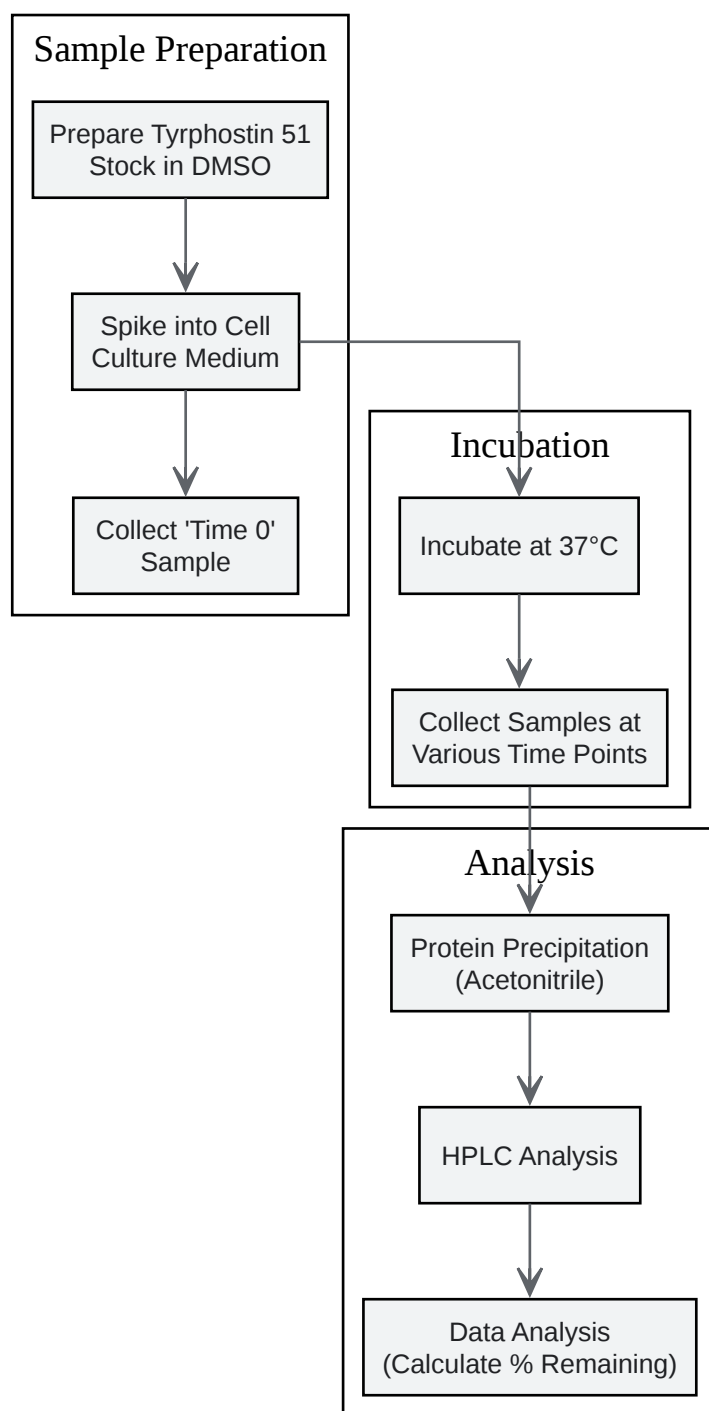 Sample Preparation
Prepare Tyrphostin 51
Stock in DMSO
Spike into Cell
Culture Medium
Collect 'Time 0'
Sample
Incubation
Incubate at 37°C
Collect Samples at
Various Time Points
Analysis
Protein Precipitation
(Acetonitrile)
HPLC Analysis
Data Analysis
(Calculate % Remaining)